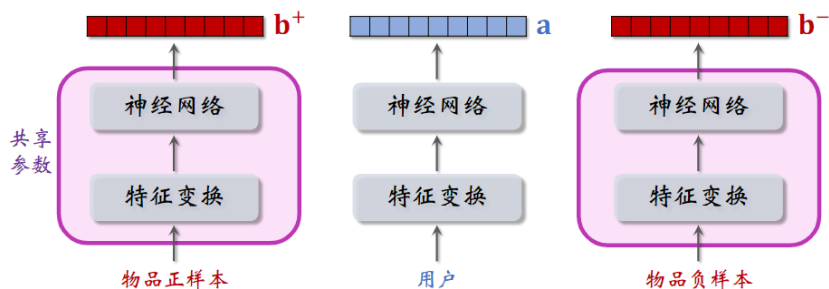 b⁺
a
b⁻
神经网络
神经网络
神经网络
共享
参数
特征变换
特征变换
特征变换
物品正样本
用户
物品负样本